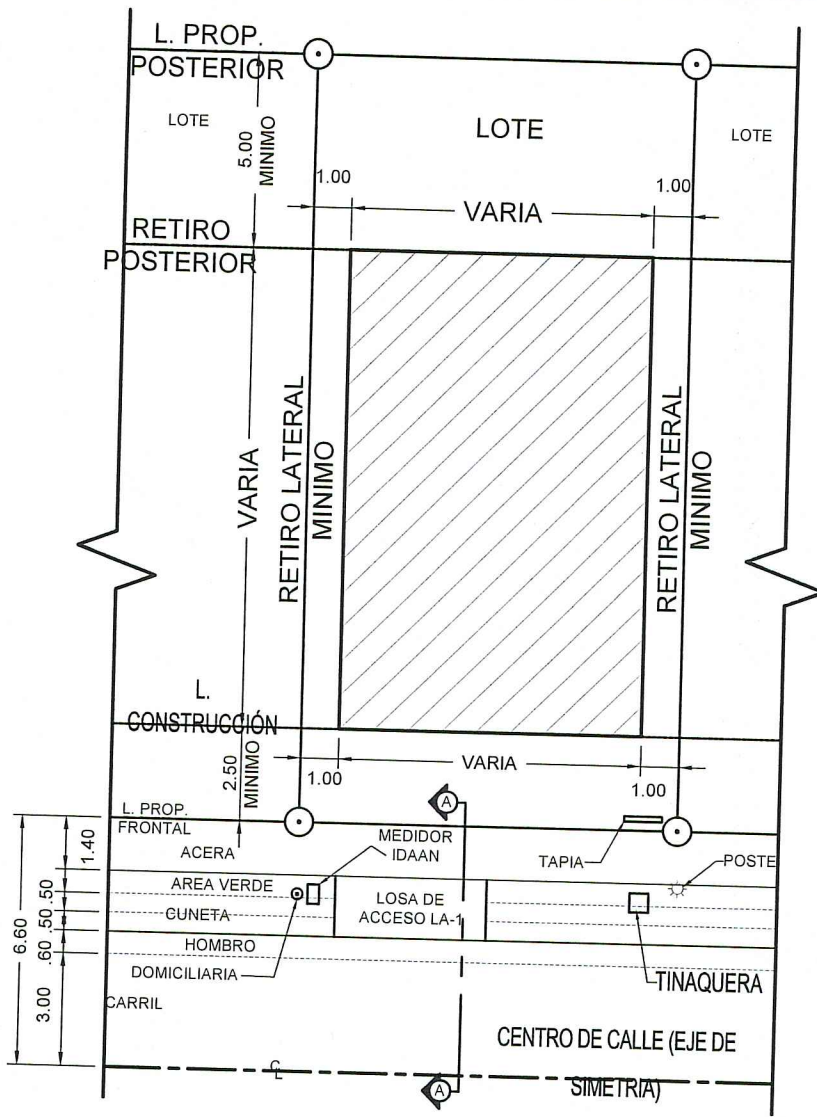 L. PROP.
POSTERIOR
LOTE
LOTE
LOTE
5.00
MINIMO
1.00
VARIA
1.00
RETIRO
POSTERIOR
VARIA
RETIRO LATERAL
MINIMO
RETIRO LATERAL
MINIMO
L.
CONSTRUCCIÓN
2.50
MINIMO
1.00
VARIA
1.00
L. PROP.
FRONTAL
A
MEDIDOR
IDAAN
TAPIA
POSTE
ACERA
1.40
AREA VERDE
.50
CUNETA
.50
LOSA DE
ACCESO LA-1
HOMBRO
.60
6.60
DOMICILIARIA
TINAQUERA
CARRIL
3.00
CENTRO DE CALLE (EJE DE
SIMETRIA)
CL
A